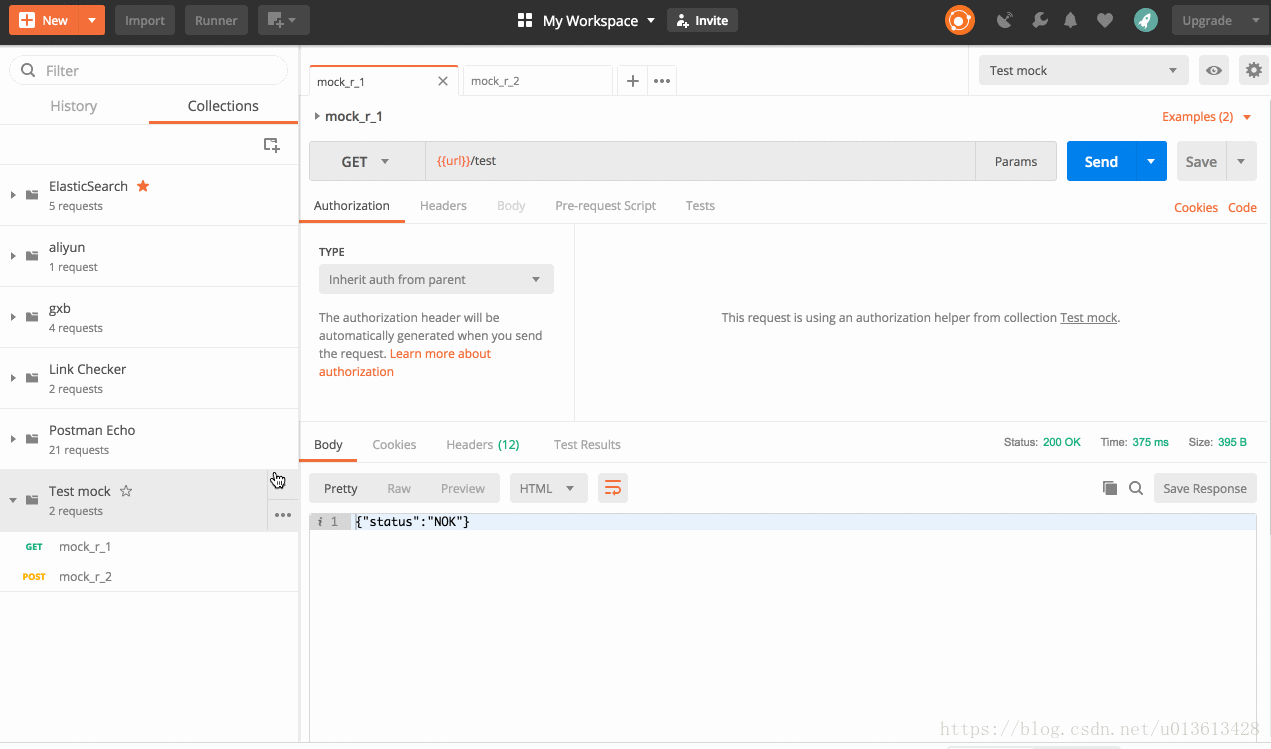 New Import Runner My Workspace Invite Upgrade
Filter
History Collections
ElasticSearch
5 requests
aliyun
1 request
gxb
4 requests
Link Checker
2 requests
Postman Echo
21 requests
Test mock
2 requests
GET mock_r_1
POST mock_r_2
mock_r_1 mock_r_2 Test mock
mock_r_1 Examples (2)
GET {{url}}/test Params Send Save
Authorization Headers Body Pre-request Script Tests Cookies Code
TYPE
Inherit auth from parent
The authorization header will be
automatically generated when you send
the request. Learn more about
authorization
This request is using an authorization helper from collection Test mock.
Body Cookies Headers (12) Test Results Status: 200 OK Time: 375 ms Size: 395 B
Pretty Raw Preview HTML Save Response
i 1 {"status":"NOK"}
https://blog.csdn.net/u013613428